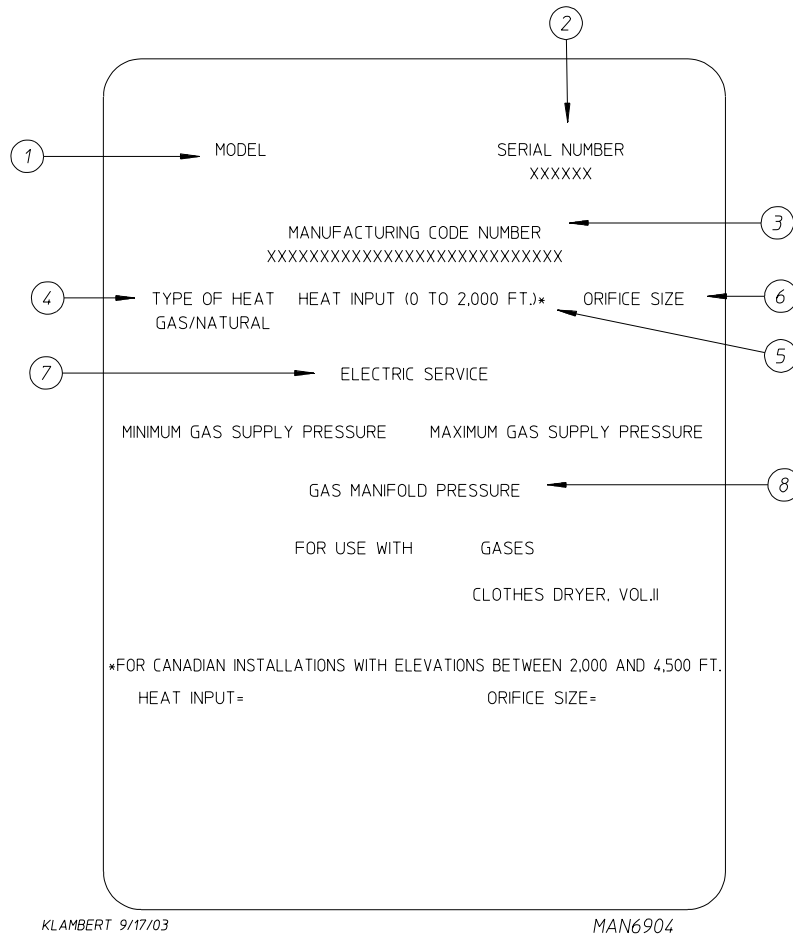 2
1
MODEL
SERIAL NUMBER
XXXXXX
3
MANUFACTURING CODE NUMBER
XXXXXXXXXXXXXXXXXXXXXXXXXXXX
4
TYPE OF HEAT HEAT INPUT (0 TO 2,000 FT.)* ORIFICE SIZE
6
GAS/NATURAL
5
7
ELECTRIC SERVICE
MINIMUM GAS SUPPLY PRESSURE MAXIMUM GAS SUPPLY PRESSURE
GAS MANIFOLD PRESSURE
8
FOR USE WITH GASES
CLOTHES DRYER, VOL.II
*FOR CANADIAN INSTALLATIONS WITH ELEVATIONS BETWEEN 2,000 AND 4,500 FT.
HEAT INPUT= ORIFICE SIZE=
KLAMBERT 9/17/03 MAN6904